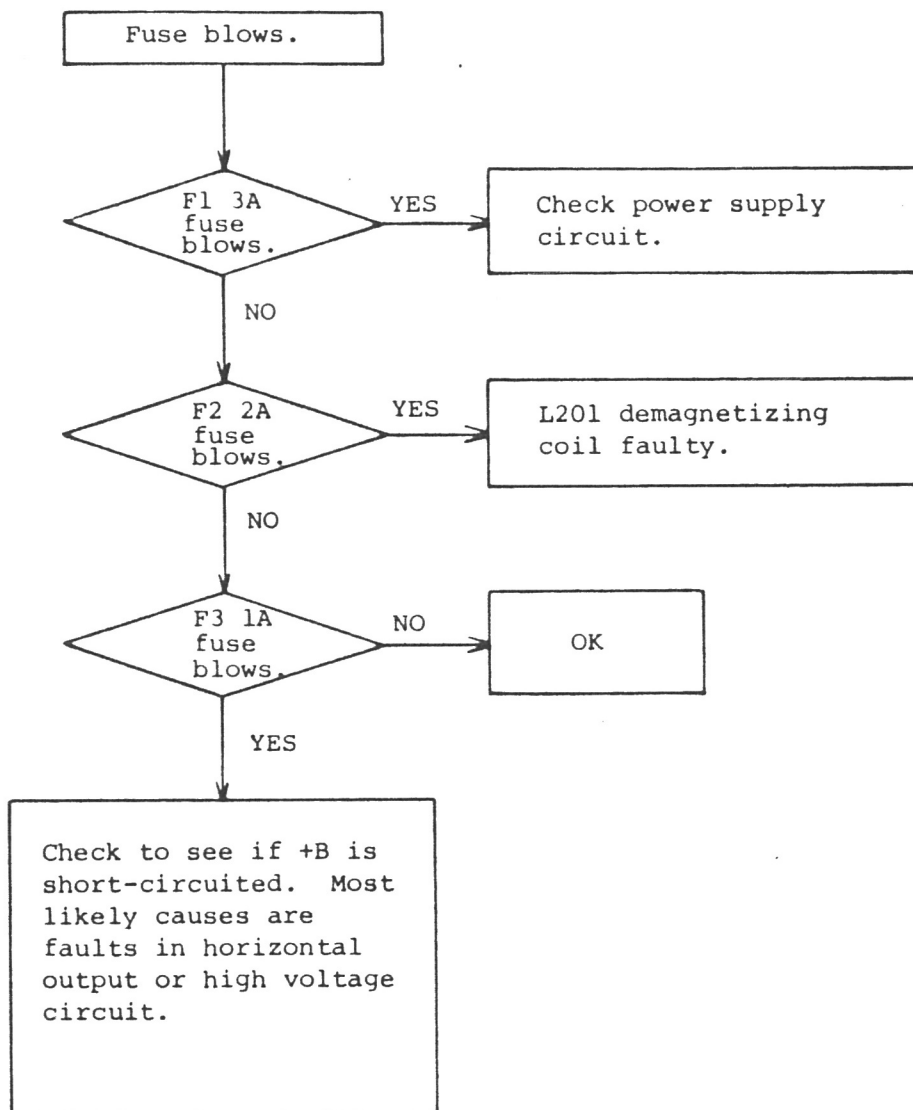 Fuse blows.
F1 3A
fuse
blows.
YES
Check power supply
circuit.
NO
F2 2A
fuse
blows.
YES
L201 demagnetizing
coil faulty.
NO
F3 1A
fuse
blows.
NO
OK
YES
Check to see if +B is
short-circuited. Most
likely causes are
faults in horizontal
output or high voltage
circuit.